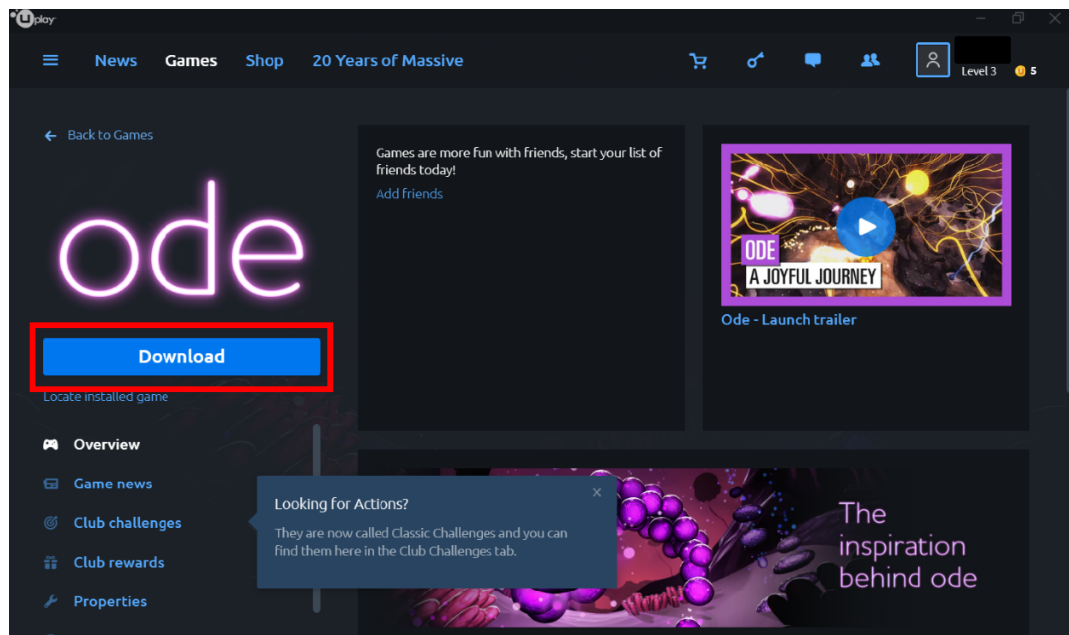 Uplay
News Games Shop 20 Years of Massive
Level 3 5
Back to Games
ode
Download
Locate installed game
Overview
Game news
Club challenges
Club rewards
Properties
Games are more fun with friends, start your list of
friends today!
Add friends
ODE
A JOYFUL JOURNEY
Ode - Launch trailer
Looking for Actions?
They are now called Classic Challenges and you can
find them here in the Club Challenges tab.
The
inspiration
behind ode